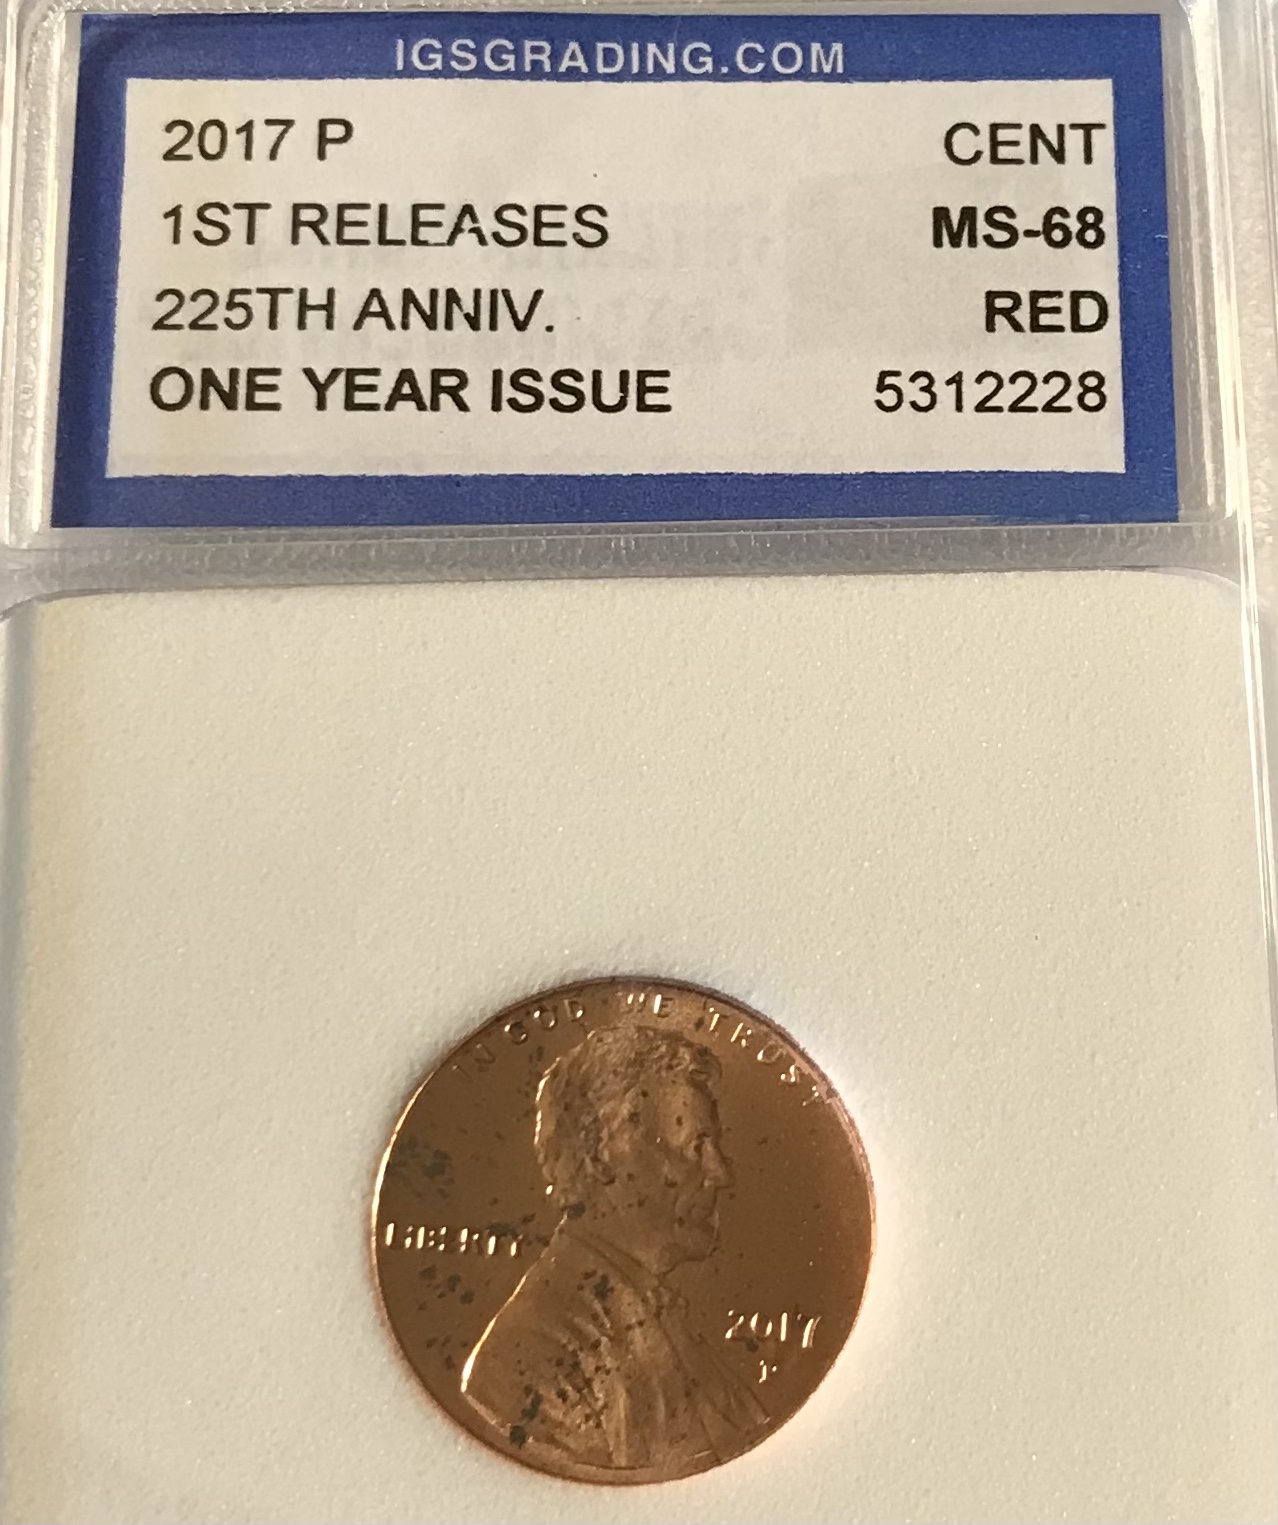 IGSGRADING.COM
2017 P CENT
1ST RELEASES MS-68
225TH ANNIV. RED
ONE YEAR ISSUE 5312228
IN GOD WE TRUST
LIBERTY
2017
P